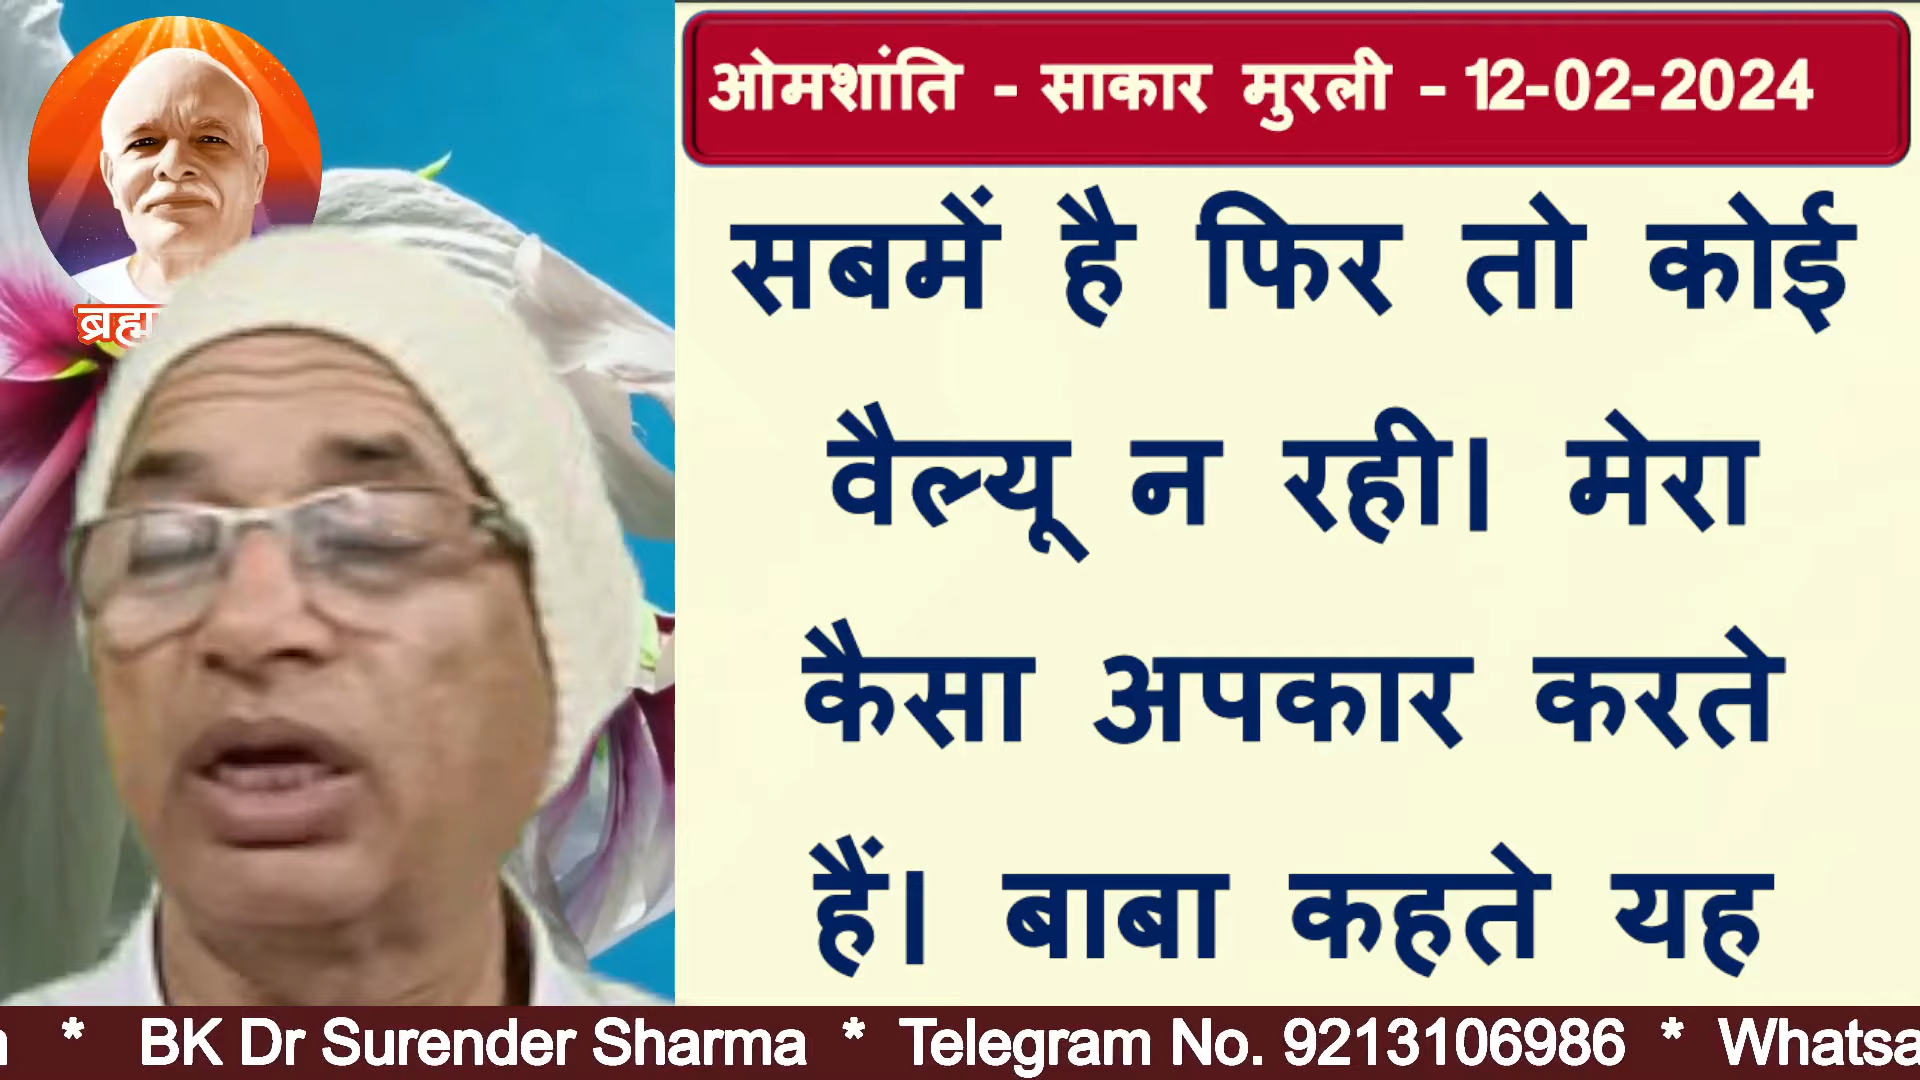 ओमशांति - साकार मुरली - 12-02-2024
सबमें है फिर तो कोई
वैल्यू न रही। मेरा
कैसा अपकार करते
हैं। बाबा कहते यह
* BK Dr Surender Sharma * Telegram No. 9213106986 *